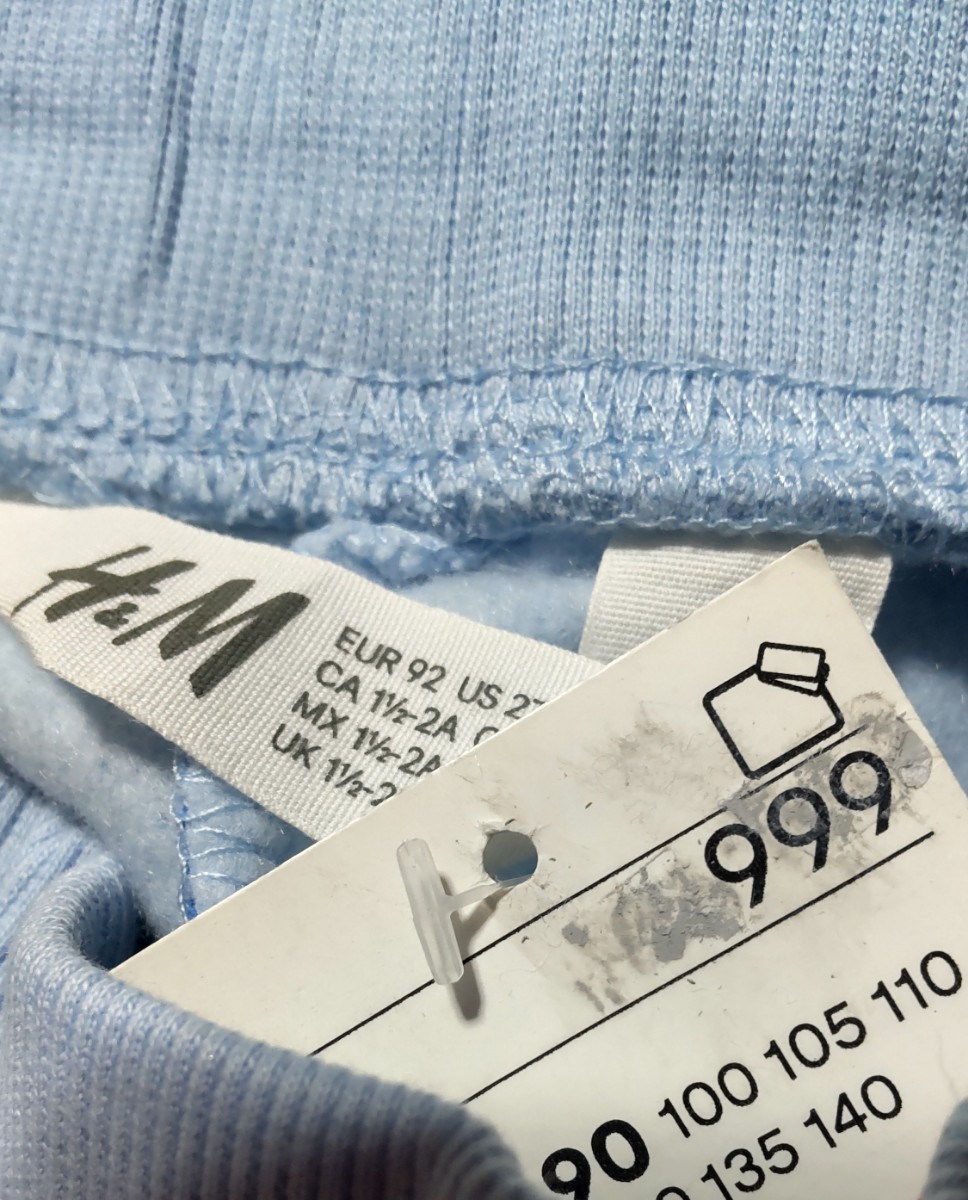 H&M
EUR 92 US
CA 1½-2A
MX 1½-2A
UK 1½-2
999
90 100 105 110
135 140